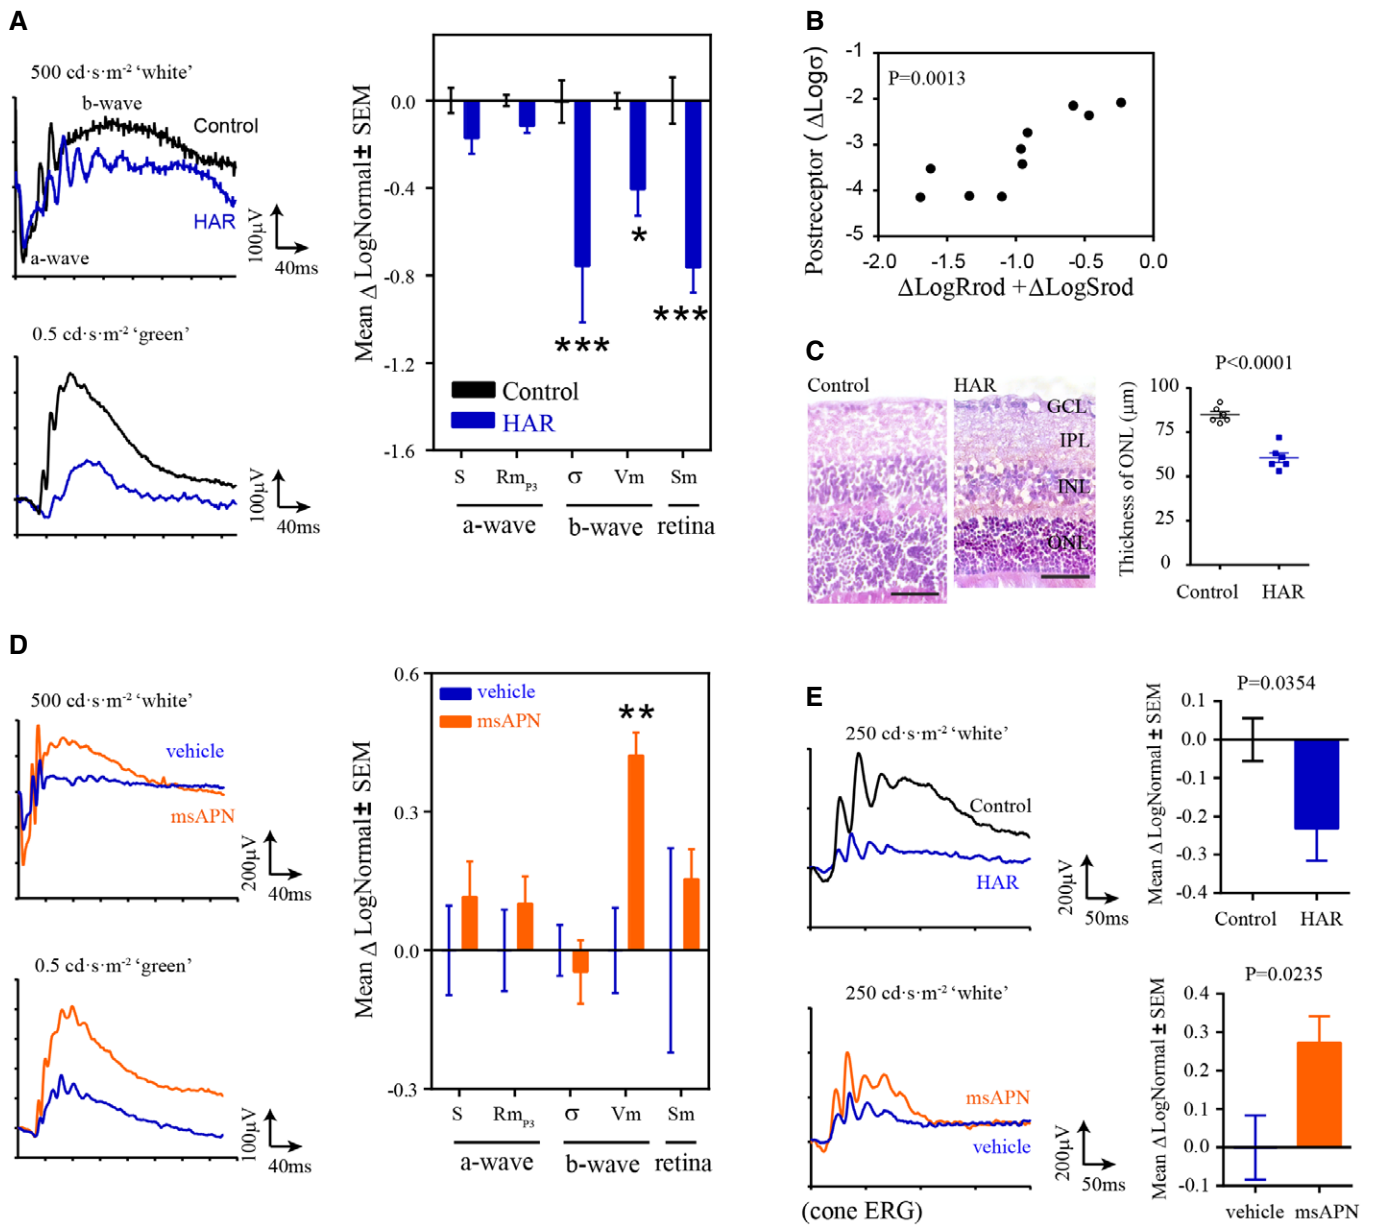 A
500 cd·s·m-2 ‘white’
b-wave
Control
HAR
a-wave
100μV
40ms
0.5 cd·s·m-2 ‘green’
100μV
40ms
Mean Δ LogNormal ± SEM
0.0
-0.4
-0.8
-1.2
-1.6
*
***
***
Control
HAR
S RmP3 σ Vm Sm
a-wave b-wave retina
B
Postreceptor ( ΔLogσ)
-1
-2
-3
-4
-5
P=0.0013
-2.0 -1.5 -1.0 -0.5 0.0
ΔLogRrod +ΔLogSrod
C
Control
HAR
GCL
IPL
INL
ONL
P<0.0001
Thickness of ONL (μm)
100
75
50
25
0
Control HAR
D
500 cd·s·m-2 ‘white’
vehicle
msAPN
200μV
40ms
0.5 cd·s·m-2 ‘green’
100μV
40ms
Mean Δ LogNormal ± SEM
0.6
0.3
0.0
-0.3
vehicle
msAPN
**
S RmP3 σ Vm Sm
a-wave b-wave retina
E
250 cd·s·m-2 ‘white’
Control
HAR
200μV
50ms
P=0.0354
Mean Δ LogNormal ± SEM
0.1
0.0
-0.1
-0.2
-0.3
-0.4
Control HAR
250 cd·s·m-2 ‘white’
msAPN
vehicle
200μV
50ms
(cone ERG)
P=0.0235
Mean Δ LogNormal ± SEM
0.4
0.3
0.2
0.1
0.0
-0.1
vehicle msAPN